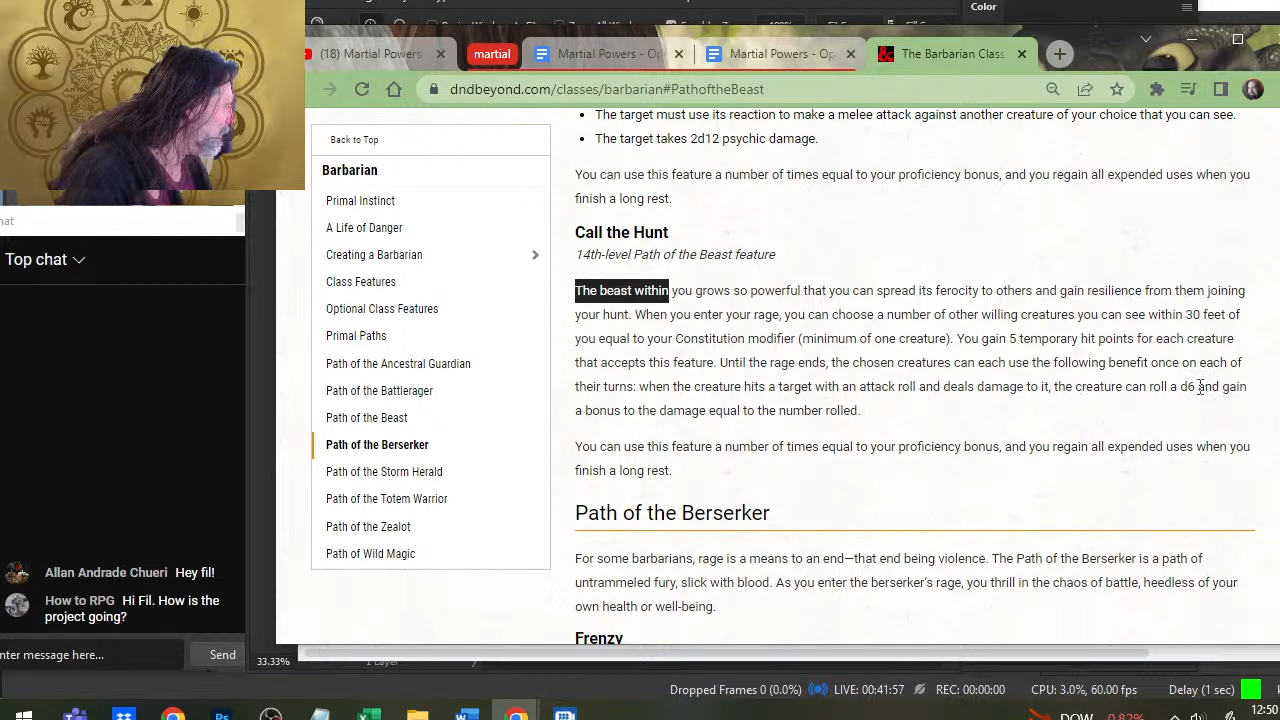 Color
(18) Martial Powers
martial
Martial Powers - Op
Martial Powers - Op
The Barbarian Class
dndbeyond.com/classes/barbarian#PathoftheBeast
Back to Top
Barbarian
Primal Instinct
A Life of Danger
Creating a Barbarian
Class Features
Optional Class Features
Primal Paths
Path of the Ancestral Guardian
Path of the Battlerager
Path of the Beast
Path of the Berserker
Path of the Storm Herald
Path of the Totem Warrior
Path of the Zealot
Path of Wild Magic
• The target must use its reaction to make a melee attack against another creature of your choice that you can see.
• The target takes 2d12 psychic damage.
You can use this feature a number of times equal to your proficiency bonus, and you regain all expended uses when you
finish a long rest.
Call the Hunt
14th-level Path of the Beast feature
The beast within you grows so powerful that you can spread its ferocity to others and gain resilience from them joining
your hunt. When you enter your rage, you can choose a number of other willing creatures you can see within 30 feet of
you equal to your Constitution modifier (minimum of one creature). You gain 5 temporary hit points for each creature
that accepts this feature. Until the rage ends, the chosen creatures can each use the following benefit once on each of
their turns: when the creature hits a target with an attack roll and deals damage to it, the creature can roll a d6 and gain
a bonus to the damage equal to the number rolled.
You can use this feature a number of times equal to your proficiency bonus, and you regain all expended uses when you
finish a long rest.
Path of the Berserker
For some barbarians, rage is a means to an end—that end being violence. The Path of the Berserker is a path of
untrammeled fury, slick with blood. As you enter the berserker's rage, you thrill in the chaos of battle, heedless of your
own health or well-being.
Frenzy
hat
Top chat
Allan Andrade Chueri Hey fil!
How to RPG Hi Fil. How is the
project going?
nter message here...
Send
33.33%
1 Layer
Dropped Frames 0 (0.0%)
LIVE: 00:41:57
REC: 00:00:00
CPU: 3.0%, 60.00 fps
Delay (1 sec)
DOW -0.82%
12:50